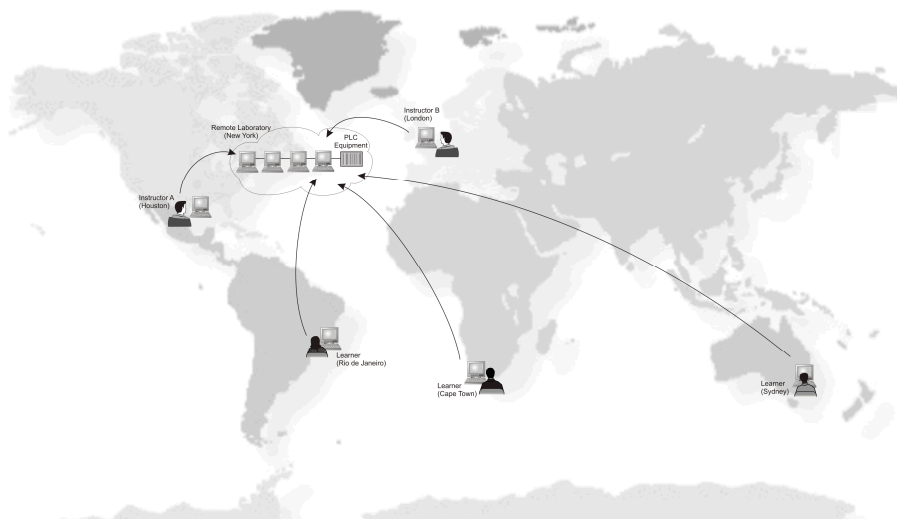 Instructor B
(London)
Remote Laboratory
(New York)
PLC
Equipment
Instructor A
(Houston)
Learner
(Rio de Janeiro)
Learner
(Cape Town)
Learner
(Sydney)